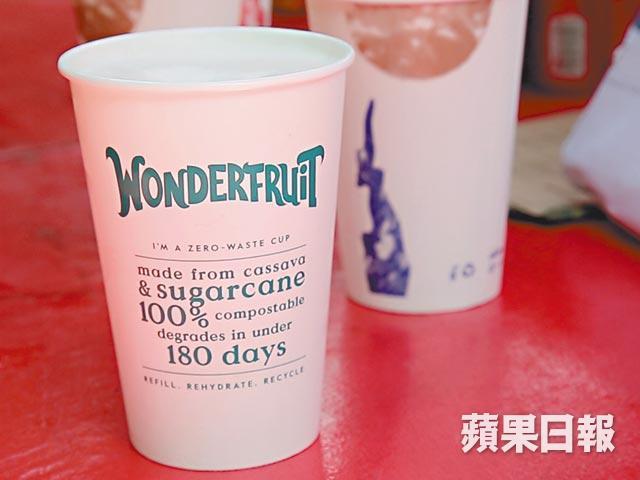 WONDERFRUIT
I'M A ZERO-WASTE CUP
made from cassava
& sugarcane
100% compostable
degrades in under
180 days
REFILL. REHYDRATE. RECYCLE
蘋果日報